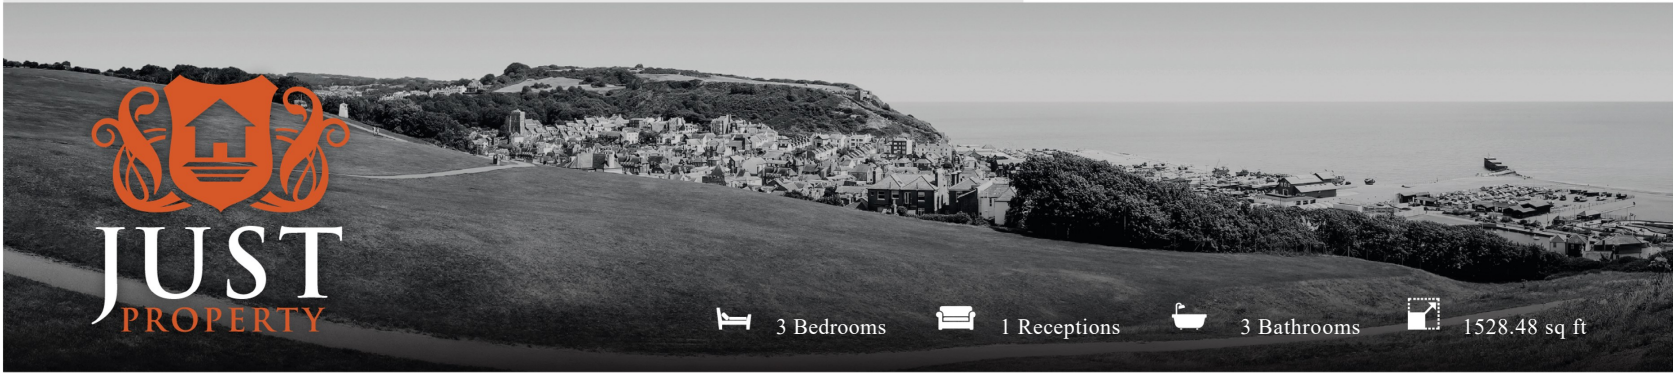 JUST
PROPERTY
3 Bedrooms
1 Receptions
3 Bathrooms
1528.48 sq ft